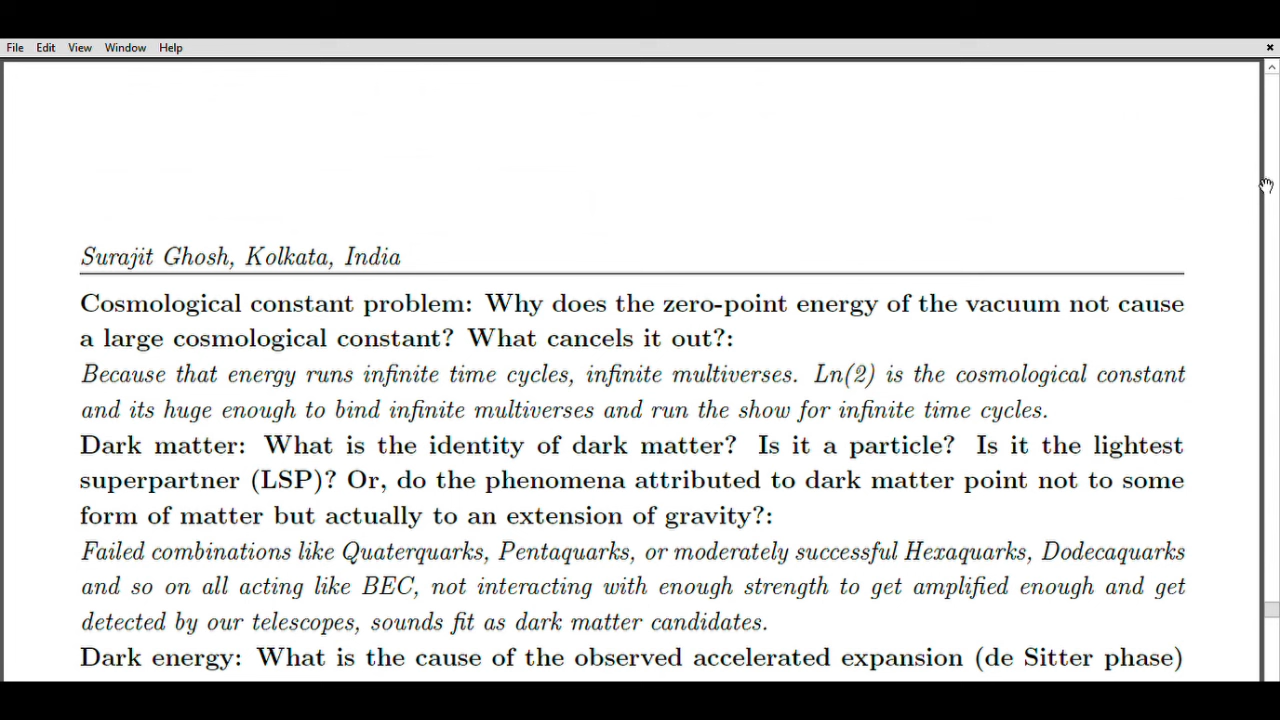 File Edit View Window Help
Surajit Ghosh, Kolkata, India
Cosmological constant problem: Why does the zero-point energy of the vacuum not cause
a large cosmological constant? What cancels it out?:
Because that energy runs infinite time cycles, infinite multiverses. Ln(2) is the cosmological constant
and its huge enough to bind infinite multiverses and run the show for infinite time cycles.
Dark matter: What is the identity of dark matter? Is it a particle? Is it the lightest
superpartner (LSP)? Or, do the phenomena attributed to dark matter point not to some
form of matter but actually to an extension of gravity?:
Failed combinations like Quaterquarks, Pentaquarks, or moderately successful Hexaquarks, Dodecaquarks
and so on all acting like BEC, not interacting with enough strength to get amplified enough and get
detected by our telescopes, sounds fit as dark matter candidates.
Dark energy: What is the cause of the observed accelerated expansion (de Sitter phase)